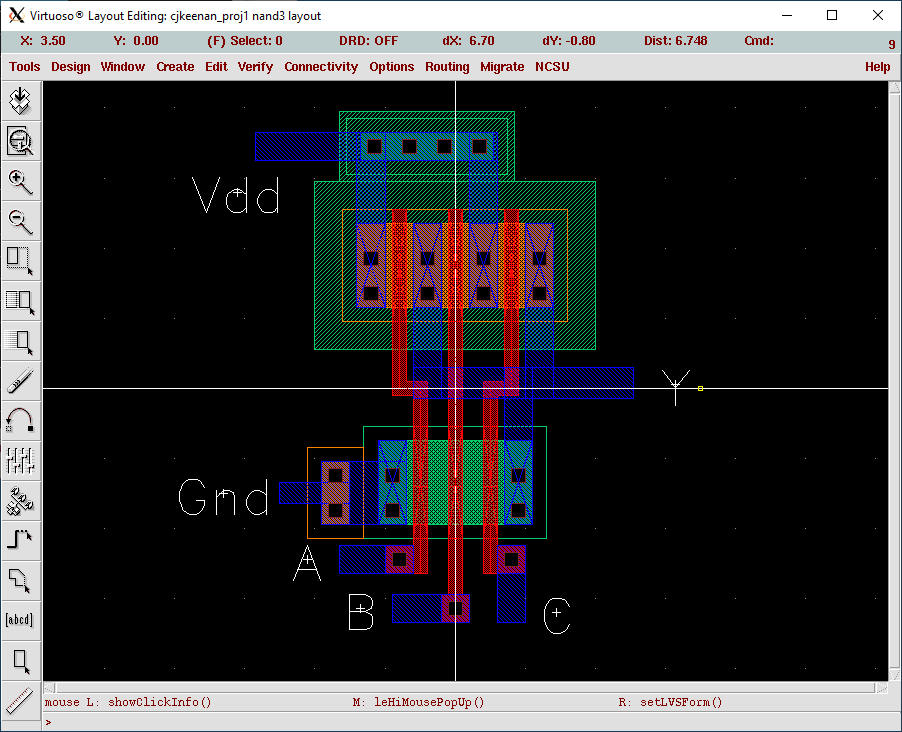 Virtuoso® Layout Editing: cjkeenan_proj1 nand3 layout
X: 3.50 Y: 0.00 (F) Select: 0 DRD: OFF dX: 6.70 dY: -0.80 Dist: 6.748 Cmd: 9
Tools Design Window Create Edit Verify Connectivity Options Routing Migrate NCSU Help
Vdd
Y
Gnd
A
B
C
[abcd]
mouse L: showClickInfo() M: leHiMousePopUp() R: setLVSForm()
>